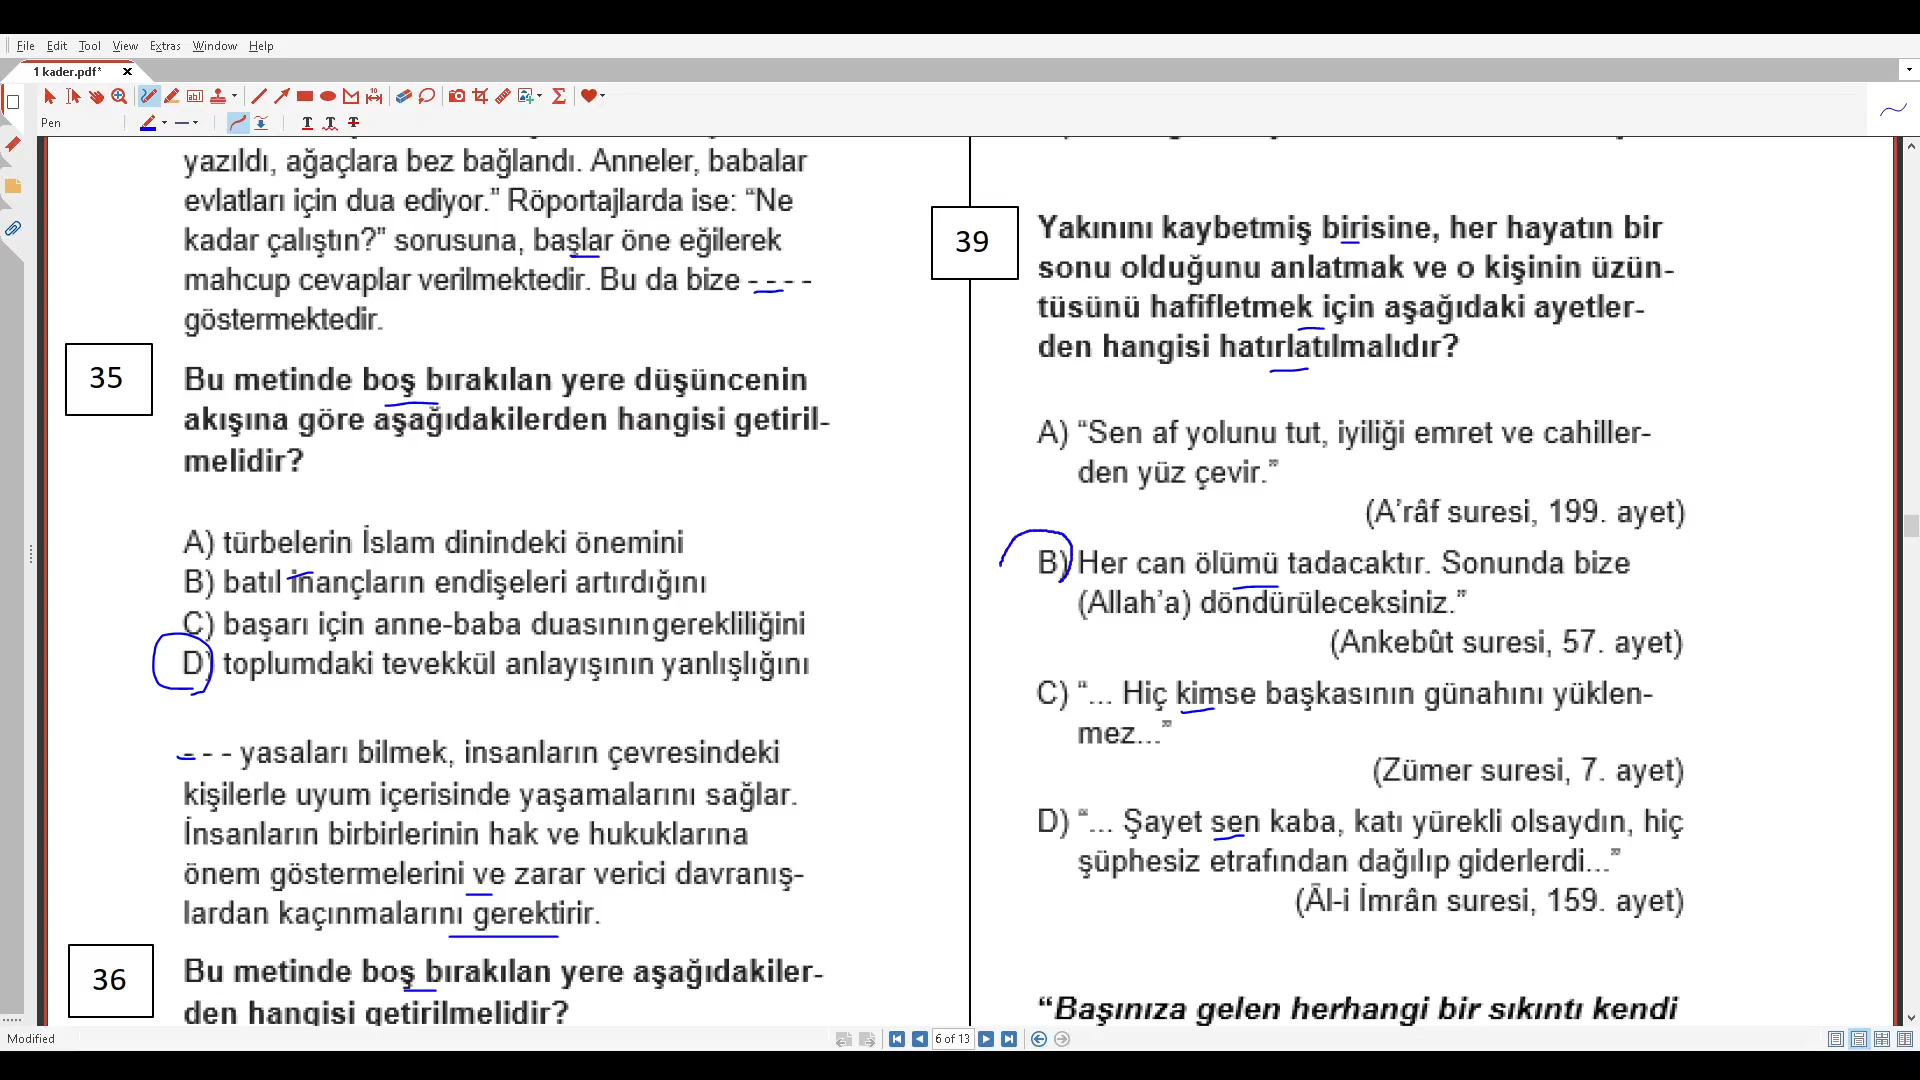 File Edit Tool View Extras Window Help
1 kader.pdf*
Pen
yazıldı, ağaçlara bez bağlandı. Anneler, babalar
evlatları için dua ediyor.” Röportajlarda ise: “Ne
kadar çalıştın?” sorusuna, başlar öne eğilerek
mahcup cevaplar verilmektedir. Bu da bize - - - -
göstermektedir.
35
Bu metinde boş bırakılan yere düşüncenin
akışına göre aşağıdakilerden hangisi getiril-
melidir?
A) türbelerin İslam dinindeki önemini
B) batıl inançların endişeleri artırdığını
C) başarı için anne-baba duasının gerekliliğini
D) toplumdaki tevekkül anlayışının yanlışlığını
- - - yasaları bilmek, insanların çevresindeki
kişilerle uyum içerisinde yaşamalarını sağlar.
İnsanların birbirlerinin hak ve hukuklarına
önem göstermelerini ve zarar verici davranış-
lardan kaçınmalarını gerektirir.
36
Bu metinde boş bırakılan yere aşağıdakiler-
den hangisi getirilmelidir?
39
Yakınını kaybetmiş birisine, her hayatın bir
sonu olduğunu anlatmak ve o kişinin üzün-
tüsünü hafifletmek için aşağıdaki ayetler-
den hangisi hatırlatılmalıdır?
A) “Sen af yolunu tut, iyiliği emret ve cahiller-
den yüz çevir.”
(A’râf suresi, 199. ayet)
B) Her can ölümü tadacaktır. Sonunda bize
(Allah’a) döndürüleceksiniz.”
(Ankebût suresi, 57. ayet)
C) “... Hiç kimse başkasının günahını yüklen-
mez...”
(Zümer suresi, 7. ayet)
D) “... Şayet sen kaba, katı yürekli olsaydın, hiç
şüphesiz etrafından dağılıp giderlerdi...”
(Âl-i İmrân suresi, 159. ayet)
“Başınıza gelen herhangi bir sıkıntı kendi
Modified
6 of 13